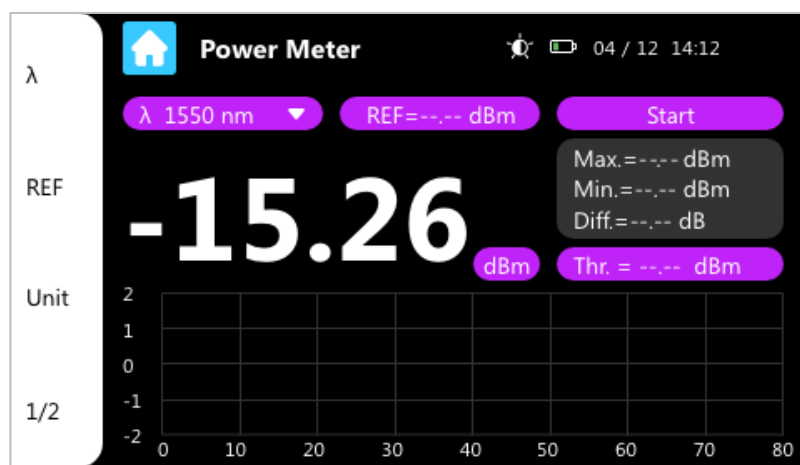 λ
REF
Unit
1/2
Power Meter
04 / 12 14:12
λ 1550 nm
REF=--.-- dBm
Start
-15.26
dBm
Max.=--.-- dBm
Min.=--.-- dBm
Diff.=--.-- dB
Thr. = --.-- dBm
2
1
0
-1
-2
0 10 20 30 40 50 60 70 80